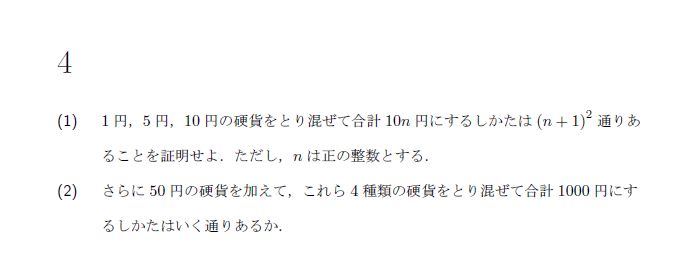 4
(1) 1 円，5 円，10 円の硬貨をとり混ぜて合計 10n 円にするしかたは (n + 1)² 通りあ
ることを証明せよ．ただし，n は正の整数とする．
(2) さらに 50 円の硬貨を加えて，これら 4 種類の硬貨をとり混ぜて合計 1000 円にす
るしかたはいく通りあるか．